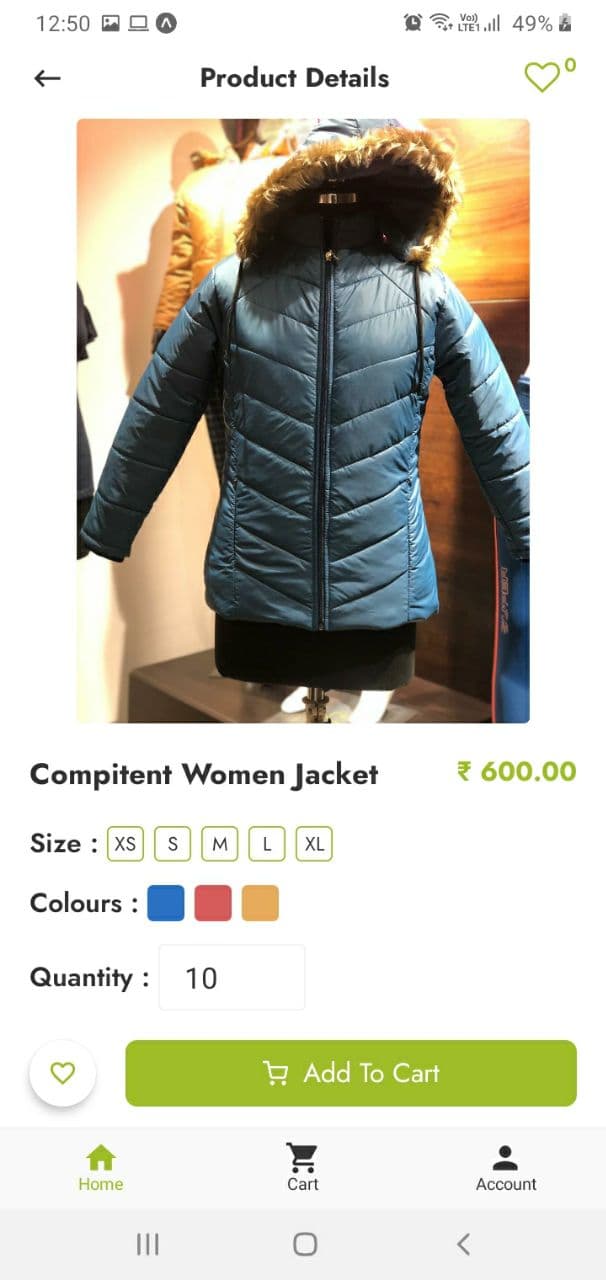 12:50
Vo))
LTE1
49%
Product Details
0
Compitent Women Jacket
₹ 600.00
Size : XS S M L XL
Colours :
Quantity : 10
Add To Cart
Home
Cart
Account